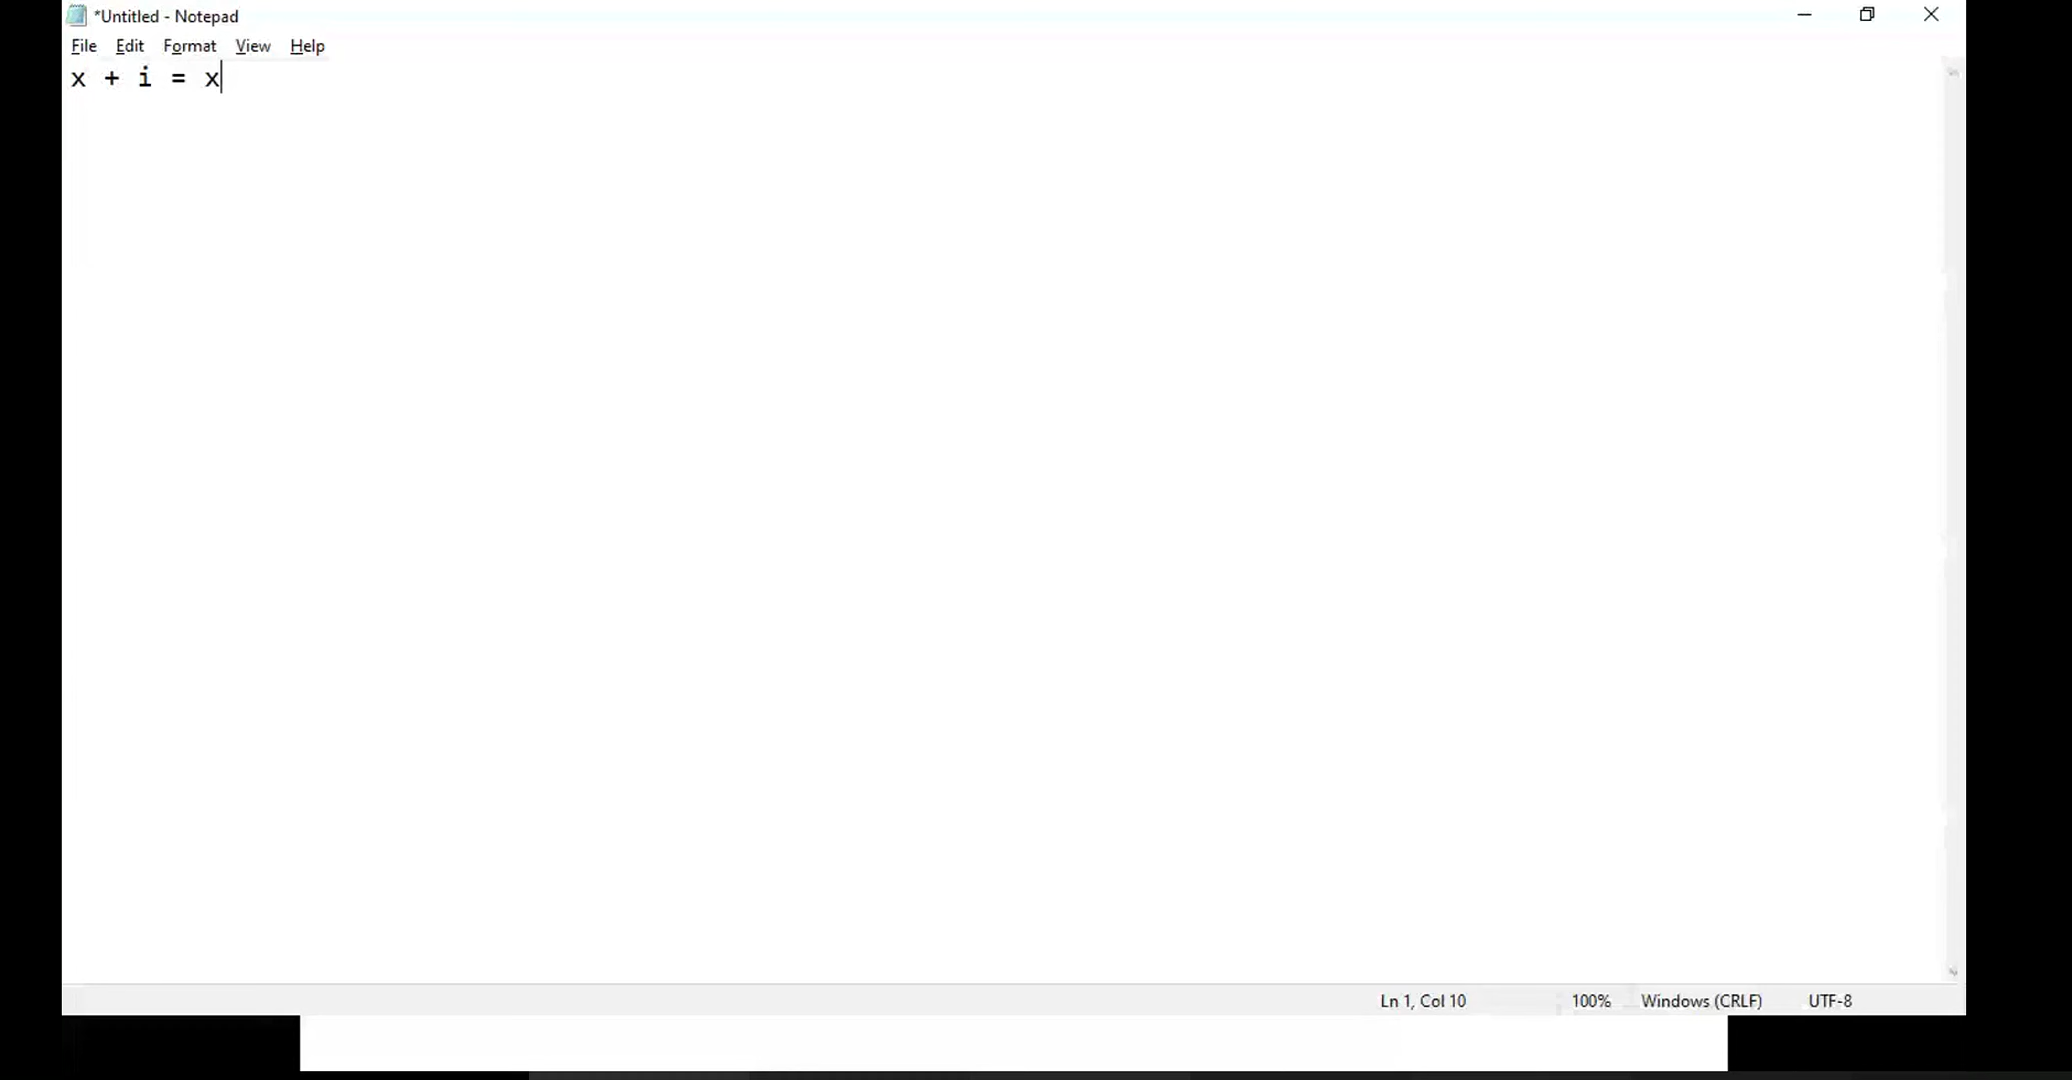 *Untitled - Notepad
File Edit Format View Help
x + i = x
Ln 1, Col 10 100% Windows (CRLF) UTF-8